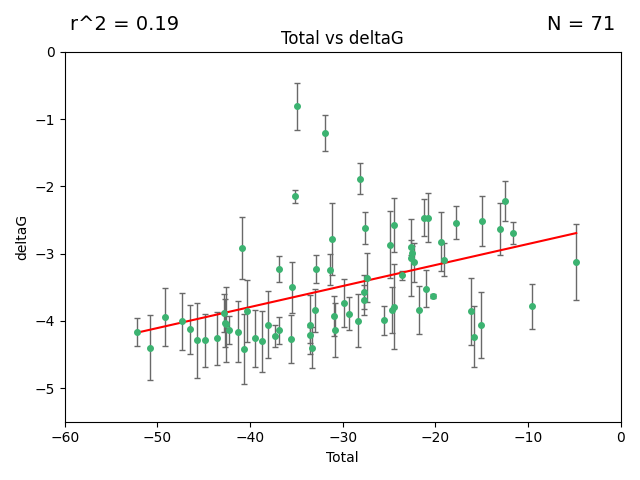 r^2 = 0.19
N = 71
Total vs deltaG
0
−1
−2
−3
−4
−5
deltaG
−60
−50
−40
−30
−20
−10
0
Total